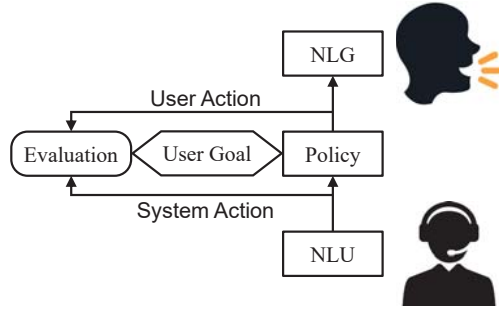 NLG
User Action
Evaluation
User Goal
Policy
System Action
NLU